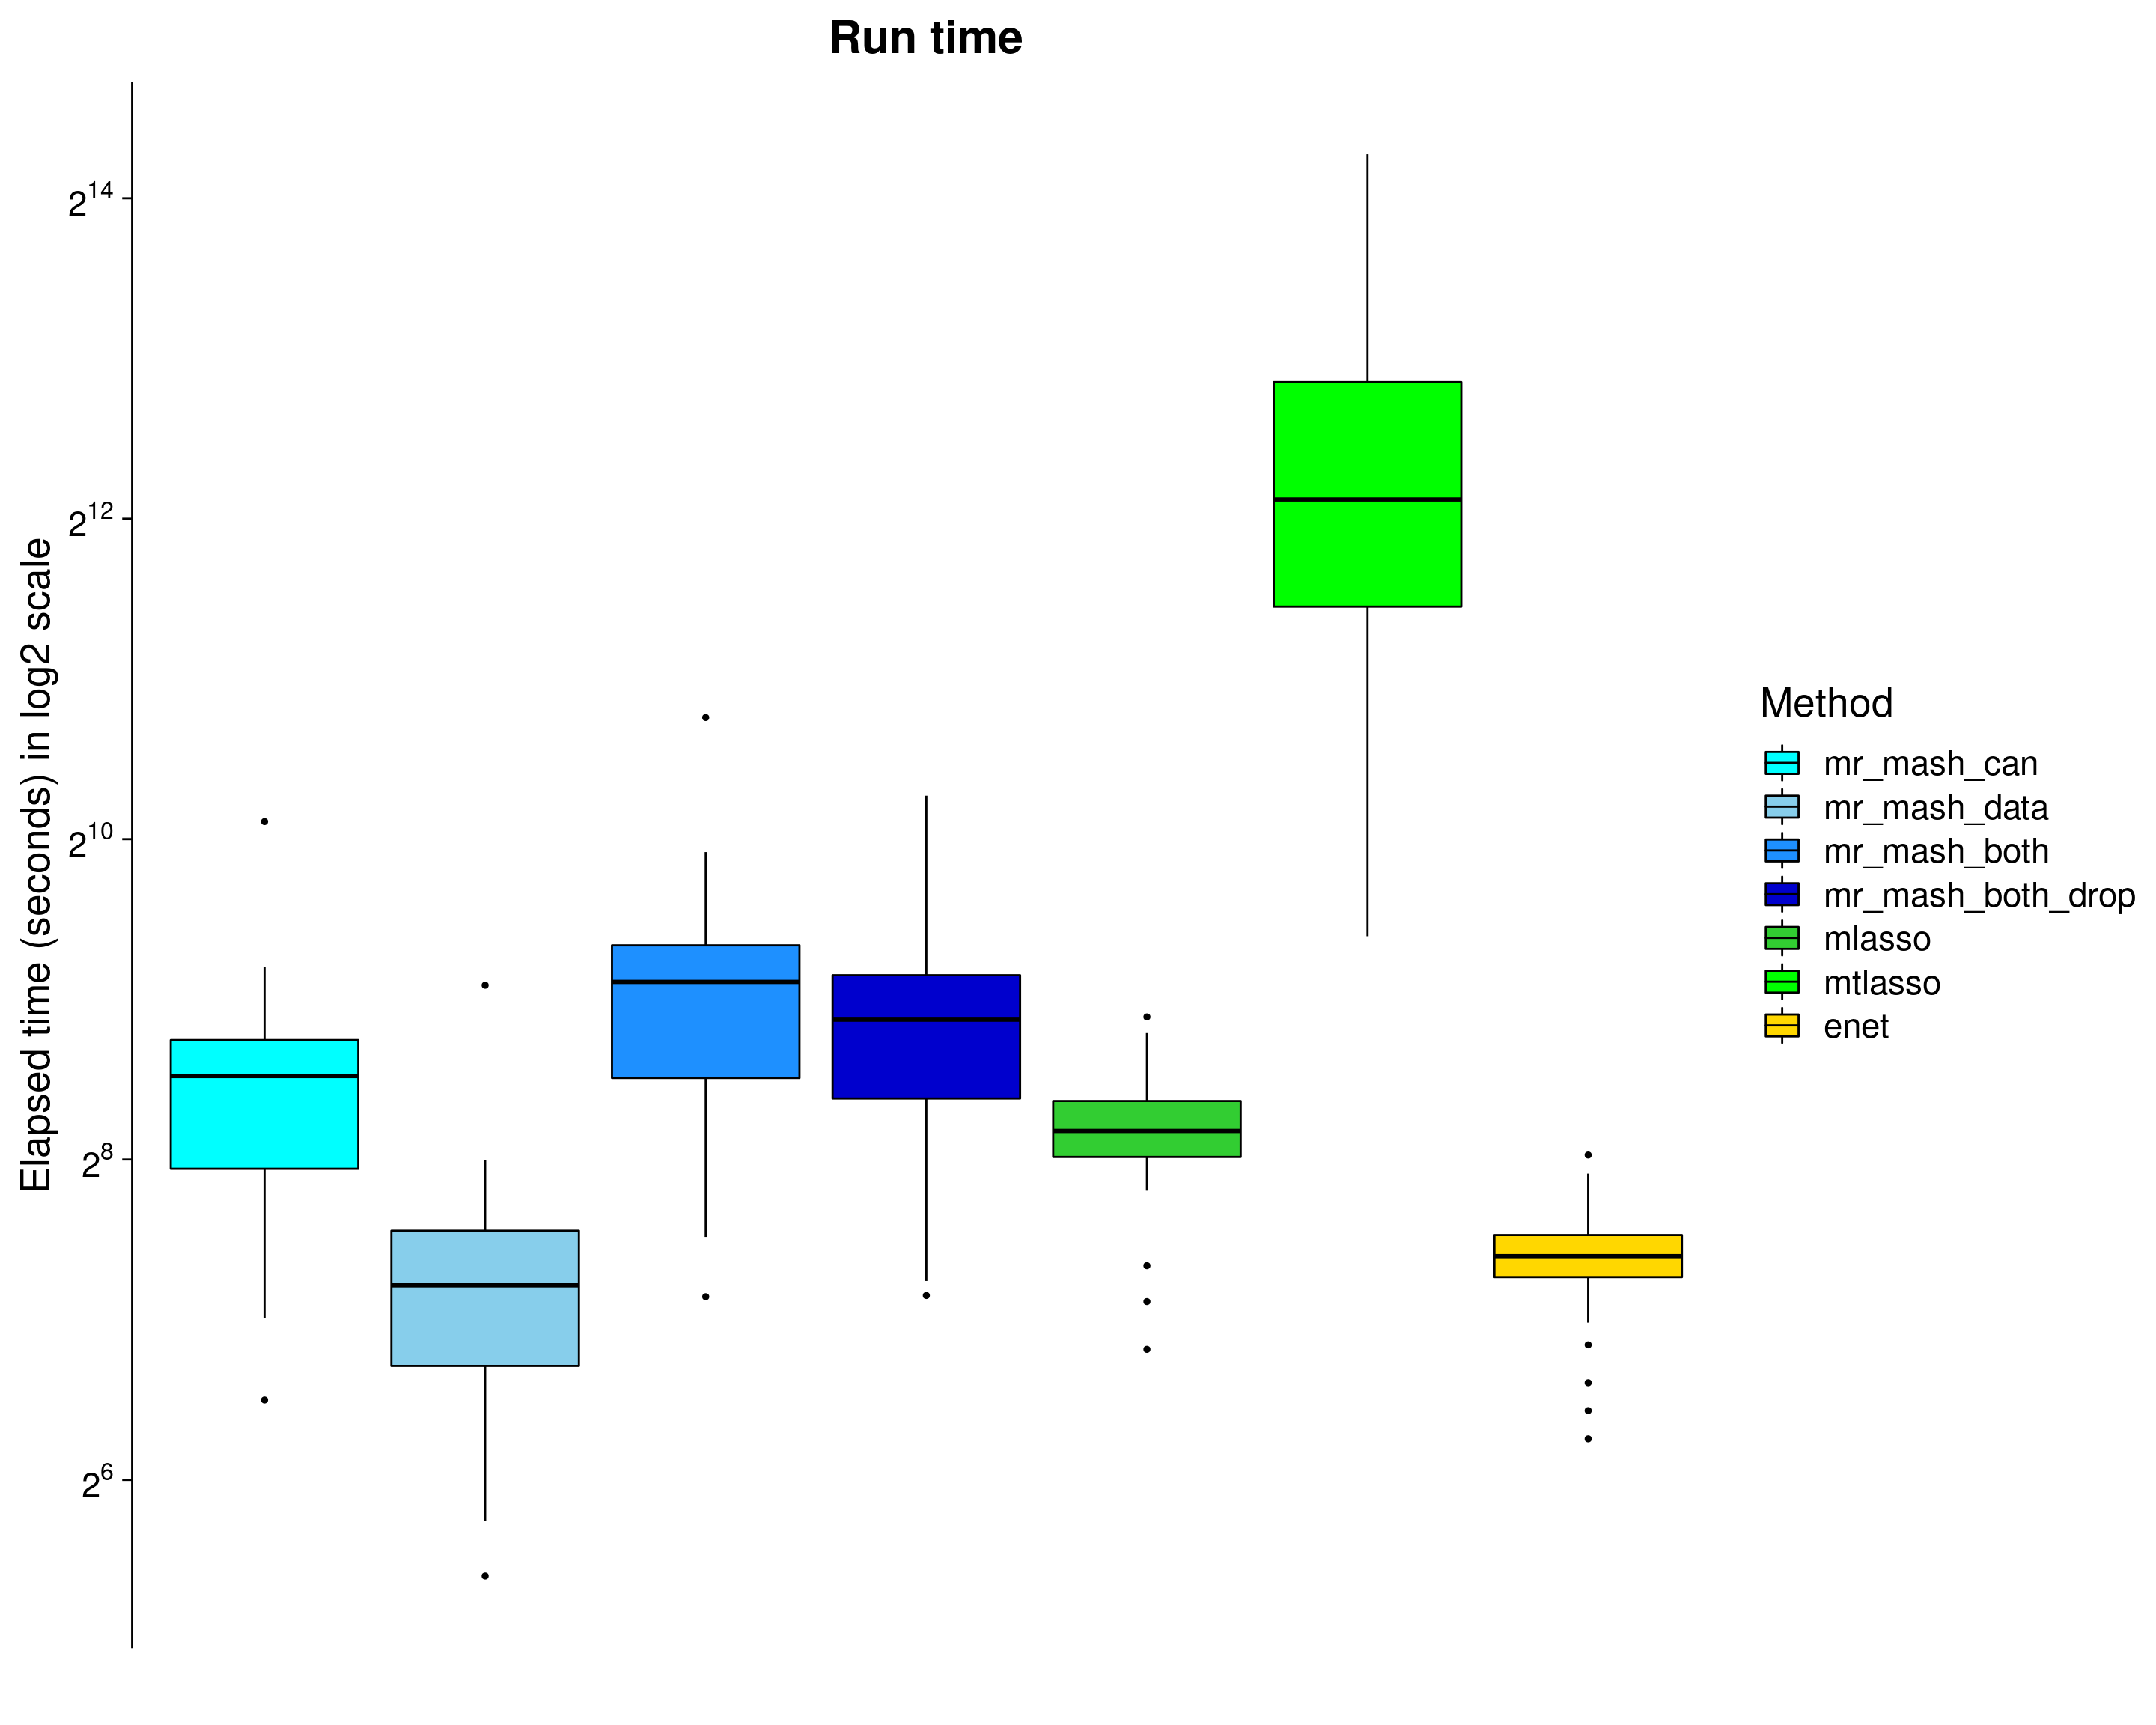 Run time
Elapsed time (seconds) in log2 scale
2^14
2^12
2^10
2^8
2^6
Method
mr_mash_can
mr_mash_data
mr_mash_both
mr_mash_both_drop
mlasso
mtlasso
enet